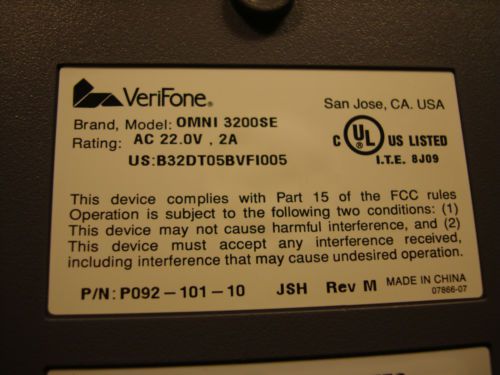 VeriFone®
San Jose, CA. USA
Brand, Model: OMNI 3200SE
Rating: AC 22.0V , 2A
US:B32DT05BVFI005
C UL® US LISTED
I.T.E. 8J09
This device complies with Part 15 of the FCC rules
Operation is subject to the following two conditions: (1)
This device may not cause harmful interference, and (2)
This device must accept any interference received,
including interference that may cause undesired operation.
P/N: P092-101-10 JSH Rev M MADE IN CHINA
07866-07